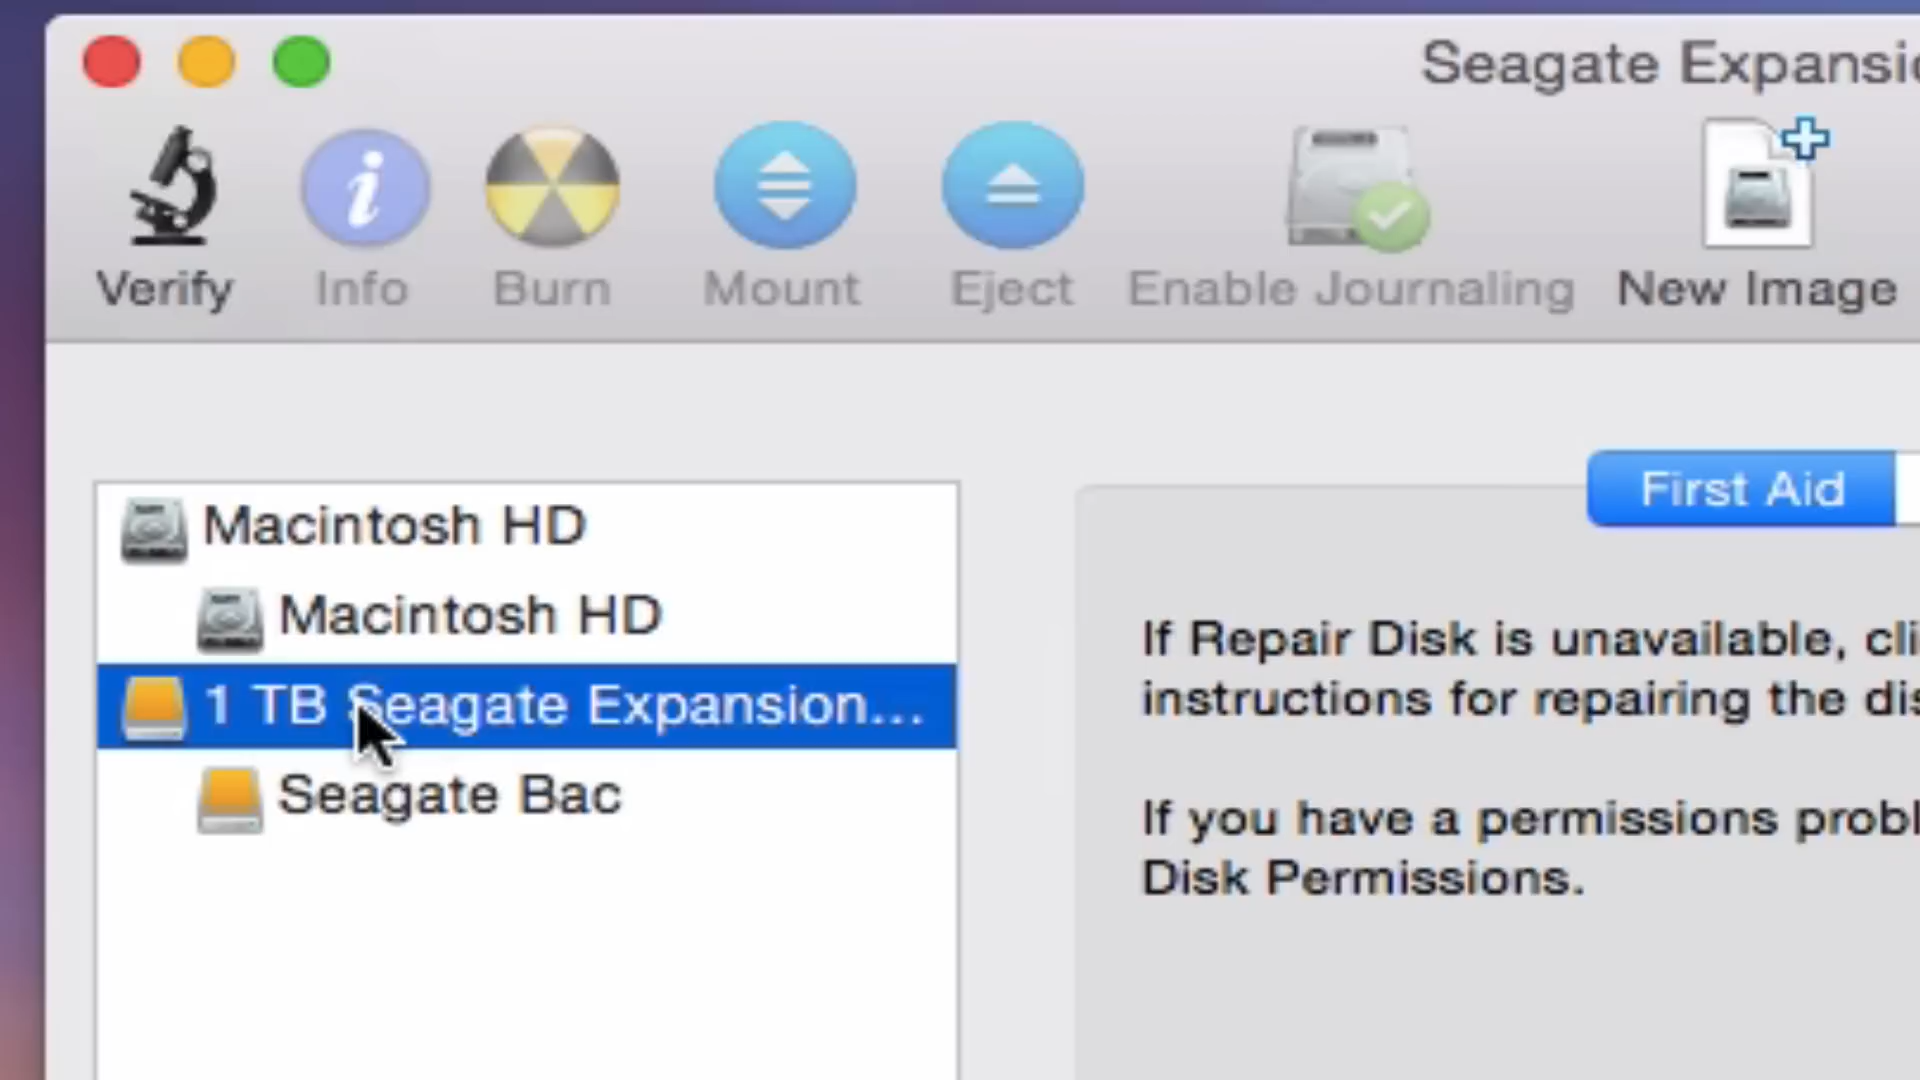 Seagate Expansio
Verify
Info
Burn
Mount
Eject
Enable Journaling
New Image
Macintosh HD
Macintosh HD
1 TB Seagate Expansion...
Seagate Bac
First Aid
If Repair Disk is unavailable, cli
instructions for repairing the dis
If you have a permissions probl
Disk Permissions.